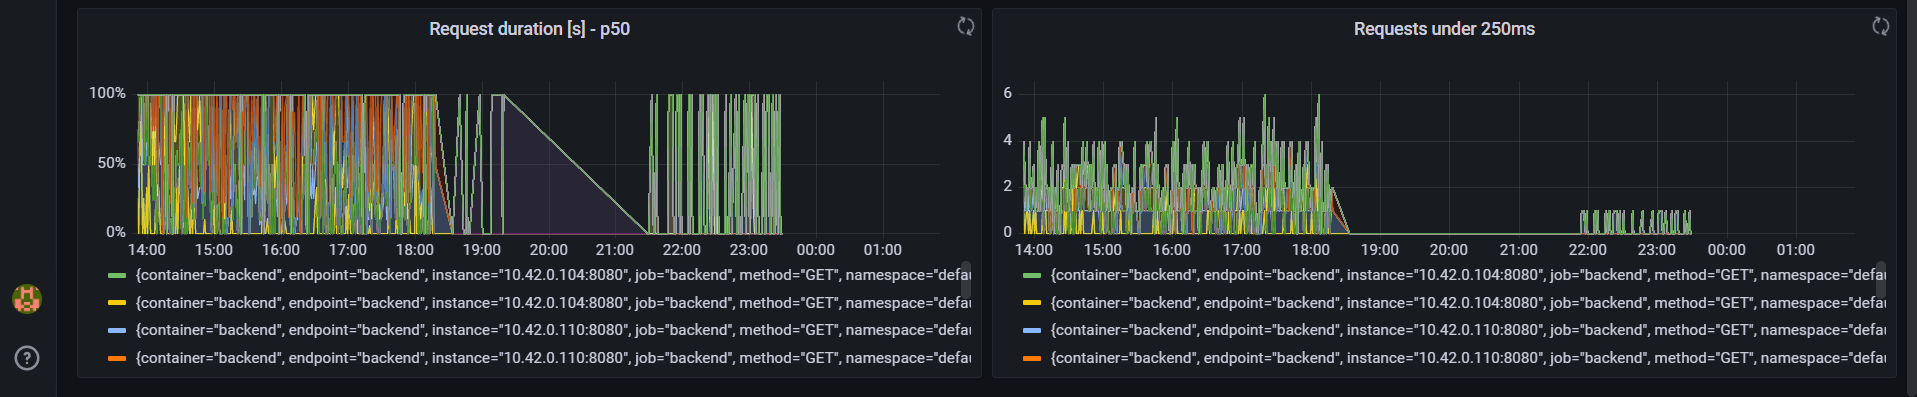 Request duration [s] - p50
100%
50%
0%
14:00 15:00 16:00 17:00 18:00 19:00 20:00 21:00 22:00 23:00 00:00 01:00
{container="backend", endpoint="backend", instance="10.42.0.104:8080", job="backend", method="GET", namespace="defau
{container="backend", endpoint="backend", instance="10.42.0.104:8080", job="backend", method="GET", namespace="defau
{container="backend", endpoint="backend", instance="10.42.0.110:8080", job="backend", method="GET", namespace="defau
{container="backend", endpoint="backend", instance="10.42.0.110:8080", job="backend", method="GET", namespace="defau
Requests under 250ms
6
4
2
0
14:00 15:00 16:00 17:00 18:00 19:00 20:00 21:00 22:00 23:00 00:00 01:00
{container="backend", endpoint="backend", instance="10.42.0.104:8080", job="backend", method="GET", namespace="defau
{container="backend", endpoint="backend", instance="10.42.0.104:8080", job="backend", method="GET", namespace="defau
{container="backend", endpoint="backend", instance="10.42.0.110:8080", job="backend", method="GET", namespace="defau
{container="backend", endpoint="backend", instance="10.42.0.110:8080", job="backend", method="GET", namespace="defau